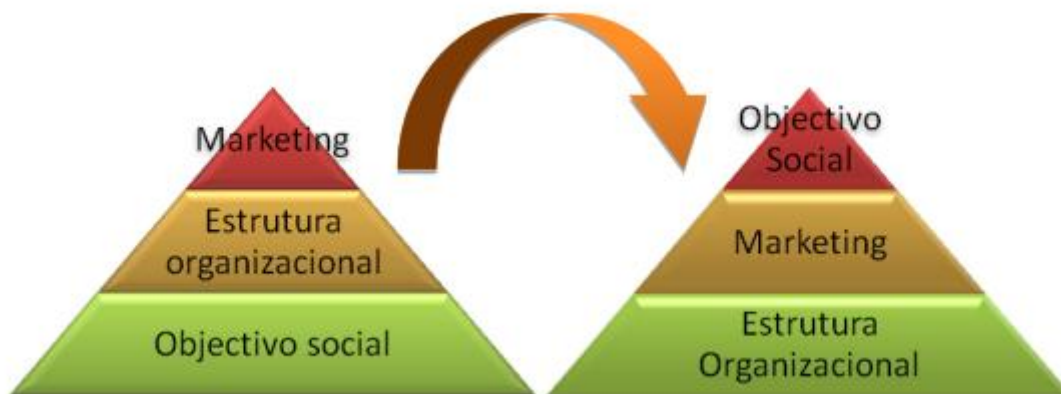 Marketing
Estrutura
organizacional
Objectivo social
Objectivo
Social
Marketing
Estrutura
Organizacional